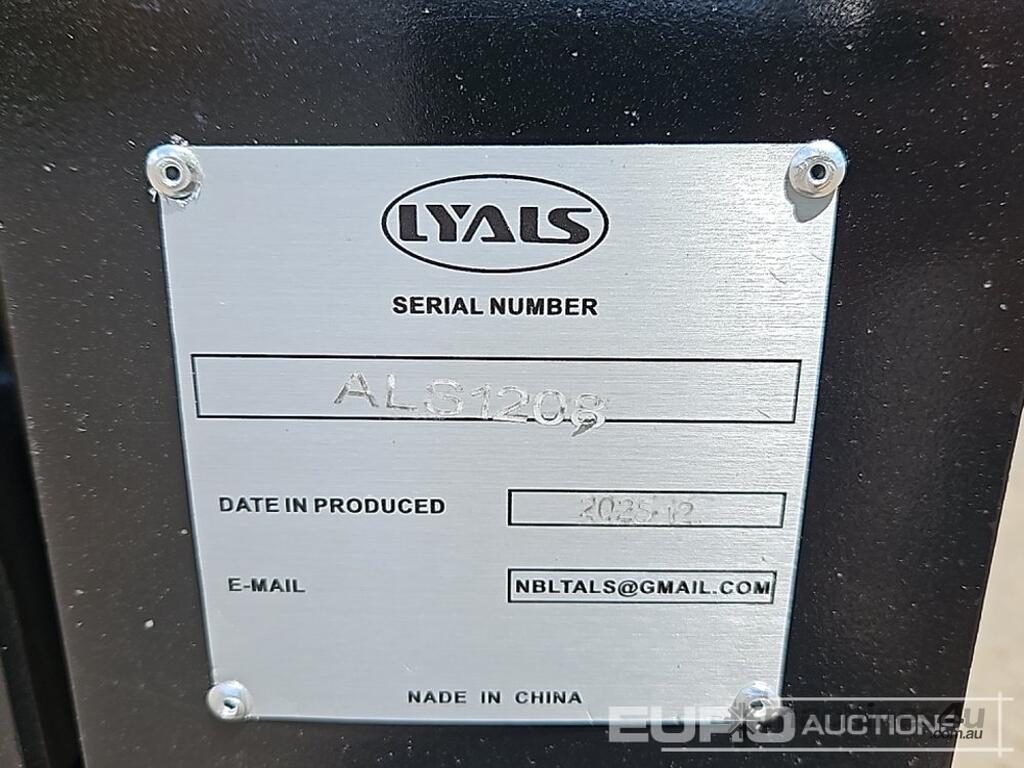 LYALS
SERIAL NUMBER
ALS1208
DATE IN PRODUCED
2025-12
E-MAIL
NBLTALS@GMAIL.COM
NADE IN CHINA
EURO AUCTIONS
.com.au